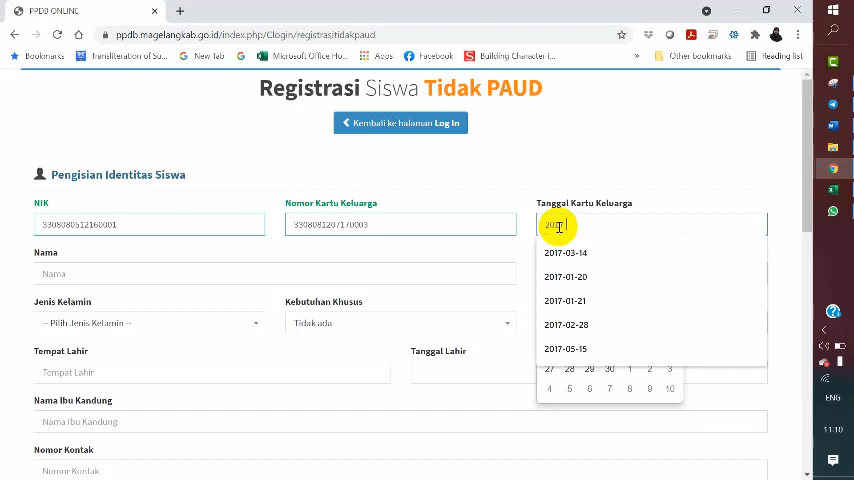 PPDB ONLINE
ppdb.magelangkab.go.id/index.php/Clogin/registrasitidakpaud
Bookmarks
Transliteration of Su...
New Tab
Microsoft Office Ho...
Apps
Facebook
Building Character i...
»
Other bookmarks
Reading list
Registrasi Siswa Tidak PAUD
Kembali ke halaman Log In
Pengisian Identitas Siswa
NIK
Nomor Kartu Keluarga
Tanggal Kartu Keluarga
3308080512160001
3308081207170003
2017
2017-03-14
2017-01-20
2017-01-21
2017-02-28
2017-05-15
27 28 29 30 1 2 3
4 5 6 7 8 9 10
Nama
Nama
Jenis Kelamin
Kebutuhan Khusus
-- Pilih Jenis Kelamin --
Tidak ada
Tempat Lahir
Tanggal Lahir
Tempat Lahir
Nama Ibu Kandung
Nama Ibu Kandung
Nomor Kontak
Nomor Kontak
ENG
11:10